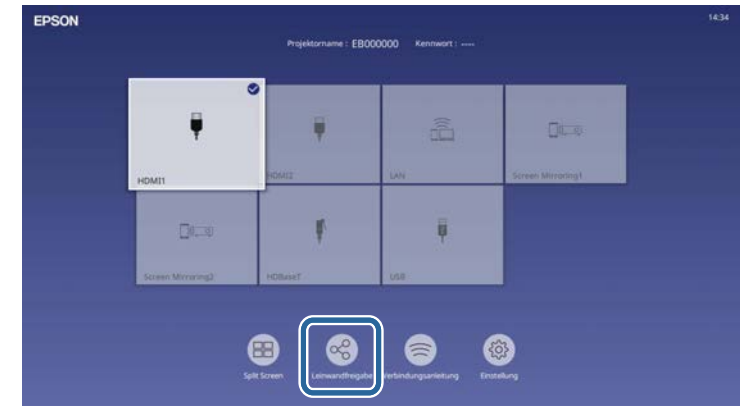 EPSON
14:34
Projektorname : EB000000 Kennwort : ----
HDMI1
HDMI2
LAN
Screen Mirroring1
Screen Mirroring2
HDBaseT
USB
Split Screen
Leinwandfreigabe
Verbindungsanleitung
Einstellung